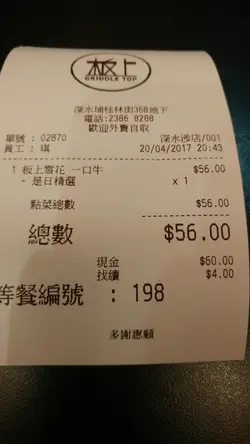 板上
GRIDDLE TOP
深水埔桂林街36B地下
電話:2386 8288
歡迎外賣自取
單號 : 02870 深水埗店/001
員工 : 琪 20/04/2017 20:43
1 板上雪花 一口牛 $56.00
- 是日精選 x 1
點菜總數 $56.00
總數 $56.00
現金 $60.00
找續 $4.00
等餐編號 : 198
多謝惠顧